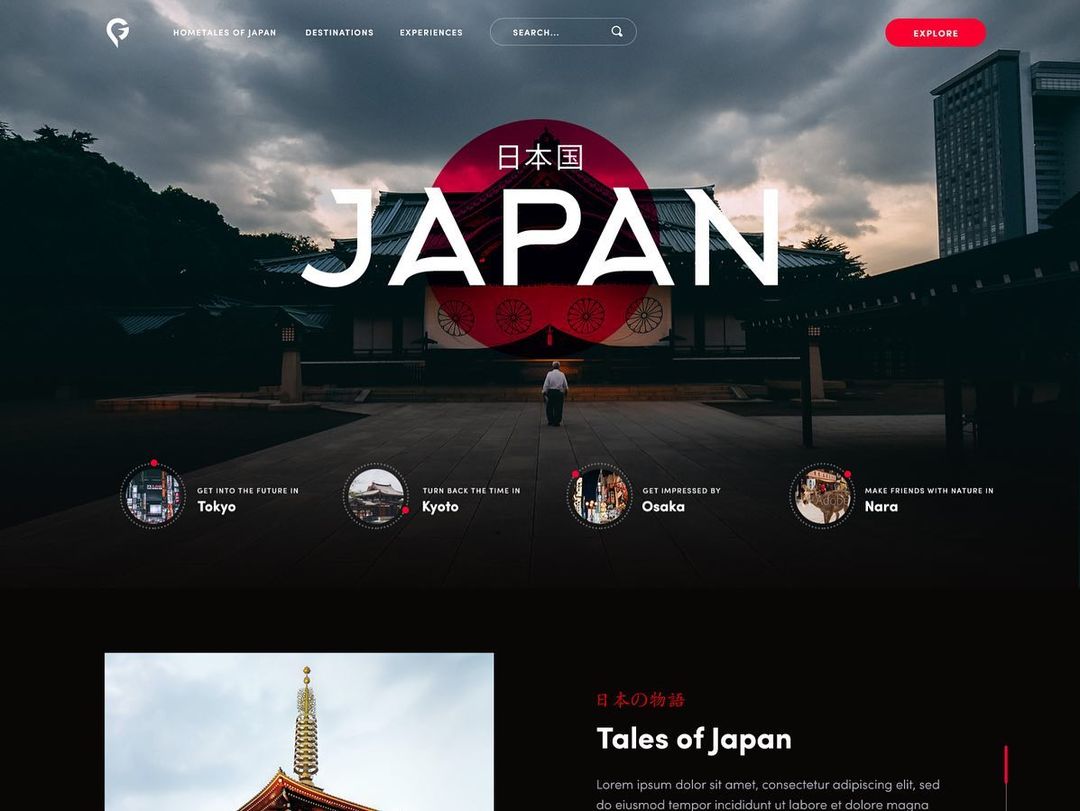 HOMETALES OF JAPAN
DESTINATIONS
EXPERIENCES
SEARCH...
EXPLORE
日本国
JAPAN
GET INTO THE FUTURE IN
Tokyo
TURN BACK THE TIME IN
Kyoto
GET IMPRESSED BY
Osaka
MAKE FRIENDS WITH NATURE IN
Nara
日本の物語
Tales of Japan
Lorem ipsum dolor sit amet, consectetur adipiscing elit, sed
do eiusmod tempor incididunt ut labore et dolore magna